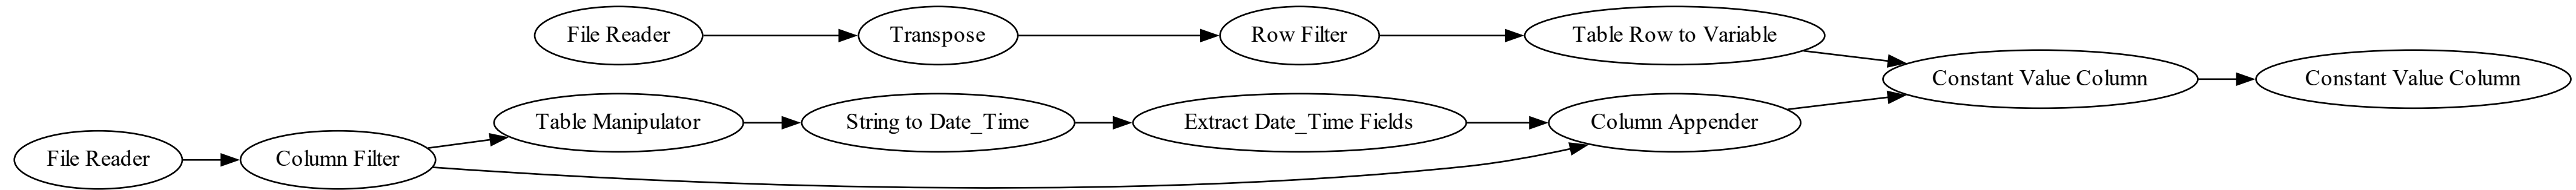 File Reader
Transpose
Row Filter
Table Row to Variable
Constant Value Column
Constant Value Column
Table Manipulator
String to Date_Time
Extract Date_Time Fields
Column Appender
File Reader
Column Filter